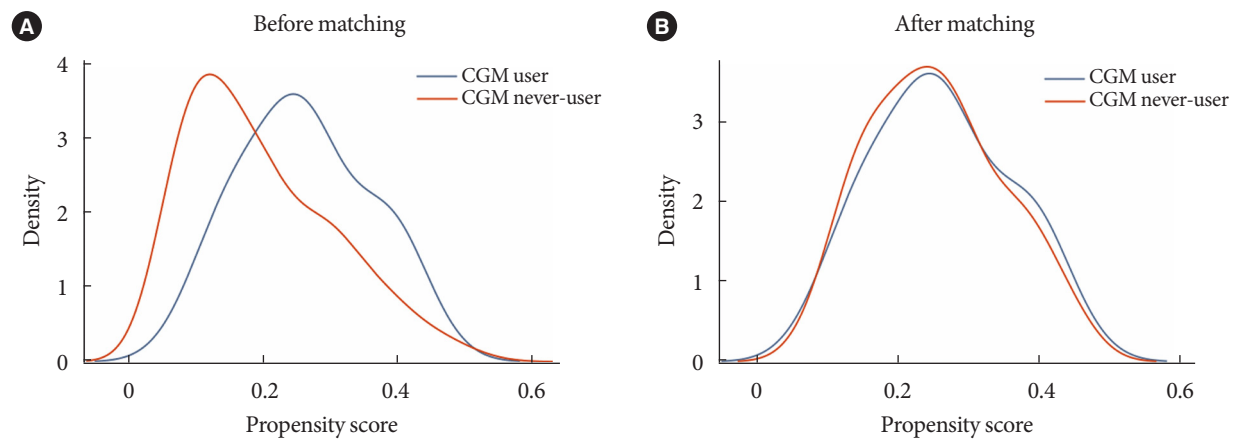 A
Before matching
CGM user
CGM never-user
Density
4
3
2
1
0
0
0.2
0.4
0.6
Propensity score
B
After matching
CGM user
CGM never-user
Density
3
2
1
0
0
0.2
0.4
0.6
Propensity score